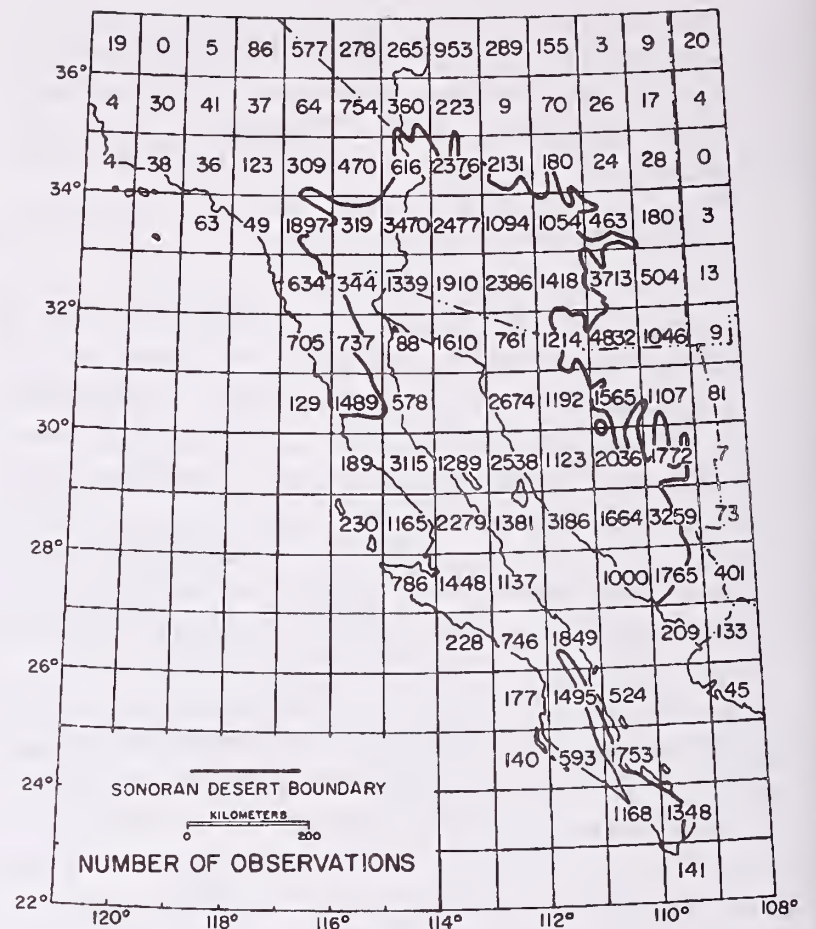 19 0 5 86 577 278 265 953 289 155 3 9 20
36°
4 30 41 37 64 754 360 223 9 70 26 17 4
4 38 36 123 309 470 616 2376 2131 180 24 28 0
34°
63 49 1897 319 3470 2477 1094 1054 463 180 3
634 344 1339 1910 2386 1418 3713 504 13
32°
705 737 88 1610 761 1214 4832 1046 9
129 1489 578 2674 1192 1565 1107 81
30°
189 3115 1289 2538 1123 2036 1772 7
230 1165 2279 1381 3186 1664 3259 73
28°
786 1448 1137 1000 1765 401
228 746 1849 209 133
26°
177 1495 524 45
140 593 1753
24°
SONORAN DESERT BOUNDARY
1168 1348
KILOMETERS
0 200
NUMBER OF OBSERVATIONS
141
22°
120° 118° 116° 114° 112° 110° 108°